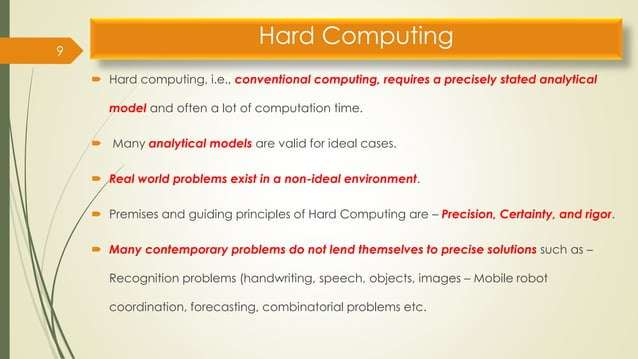 Hard Computing
9
Hard computing, i.e., conventional computing, requires a precisely stated analytical
model and often a lot of computation time.
Many analytical models are valid for ideal cases.
Real world problems exist in a non-ideal environment.
Premises and guiding principles of Hard Computing are – Precision, Certainty, and rigor.
Many contemporary problems do not lend themselves to precise solutions such as –
Recognition problems (handwriting, speech, objects, images – Mobile robot
coordination, forecasting, combinatorial problems etc.